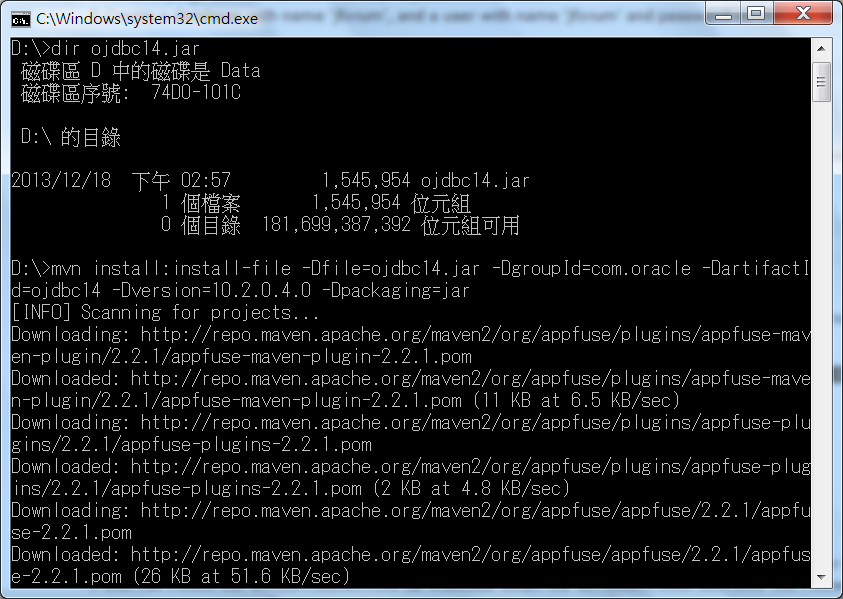 C:\Windows\system32\cmd.exe
D:\>dir ojdbc14.jar
磁碟區 D 中的磁碟是 Data
磁碟區序號:  74D0-101C
D:\ 的目錄
2013/12/18  下午 02:57         1,545,954 ojdbc14.jar
1 個檔案       1,545,954 位元組
0 個目錄  181,699,387,392 位元組可用
D:\>mvn install:install-file -Dfile=ojdbc14.jar -DgroupId=com.oracle -DartifactI
d=ojdbc14 -Dversion=10.2.0.4.0 -Dpackaging=jar
[INFO] Scanning for projects...
Downloading: http://repo.maven.apache.org/maven2/org/appfuse/plugins/appfuse-mav
en-plugin/2.2.1/appfuse-maven-plugin-2.2.1.pom
Downloaded: http://repo.maven.apache.org/maven2/org/appfuse/plugins/appfuse-mave
n-plugin/2.2.1/appfuse-maven-plugin-2.2.1.pom (11 KB at 6.5 KB/sec)
Downloading: http://repo.maven.apache.org/maven2/org/appfuse/plugins/appfuse-plu
gins/2.2.1/appfuse-plugins-2.2.1.pom
Downloaded: http://repo.maven.apache.org/maven2/org/appfuse/plugins/appfuse-plug
ins/2.2.1/appfuse-plugins-2.2.1.pom (2 KB at 4.8 KB/sec)
Downloading: http://repo.maven.apache.org/maven2/org/appfuse/appfuse/2.2.1/appfu
se-2.2.1.pom
Downloaded: http://repo.maven.apache.org/maven2/org/appfuse/appfuse/2.2.1/appfus
e-2.2.1.pom (26 KB at 51.6 KB/sec)